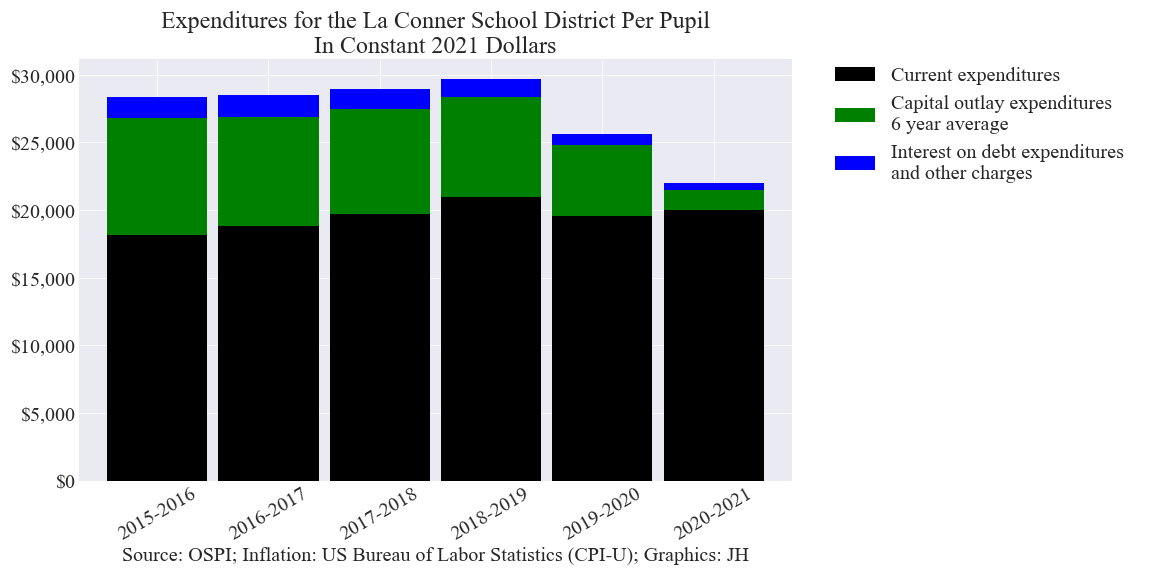 Expenditures for the La Conner School District Per Pupil
In Constant 2021 Dollars
$30,000
$25,000
$20,000
$15,000
$10,000
$5,000
$0
2015-2016
2016-2017
2017-2018
2018-2019
2019-2020
2020-2021
Source: OSPI; Inflation: US Bureau of Labor Statistics (CPI-U); Graphics: JH
Current expenditures
Capital outlay expenditures
6 year average
Interest on debt expenditures
and other charges